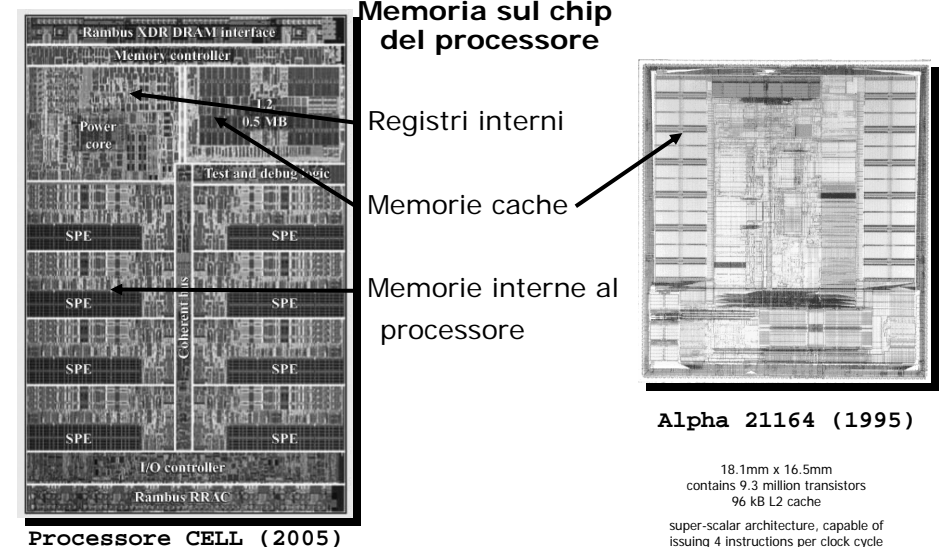 Memoria sul chip
del processore
Rambus XDR DRAM interface
Memory controller
Power
core
L2
0.5 MB
Test and debug logic
SPE
SPE
SPE
SPE
SPE
SPE
SPE
SPE
Coherent bus
I/O controller
Rambus RRAC
Processore CELL (2005)
Registri interni
Memorie cache
Memorie interne al
processore
Alpha 21164 (1995)
18.1mm x 16.5mm
contains 9.3 million transistors
96 kB L2 cache
super-scalar architecture, capable of
issuing 4 instructions per clock cycle